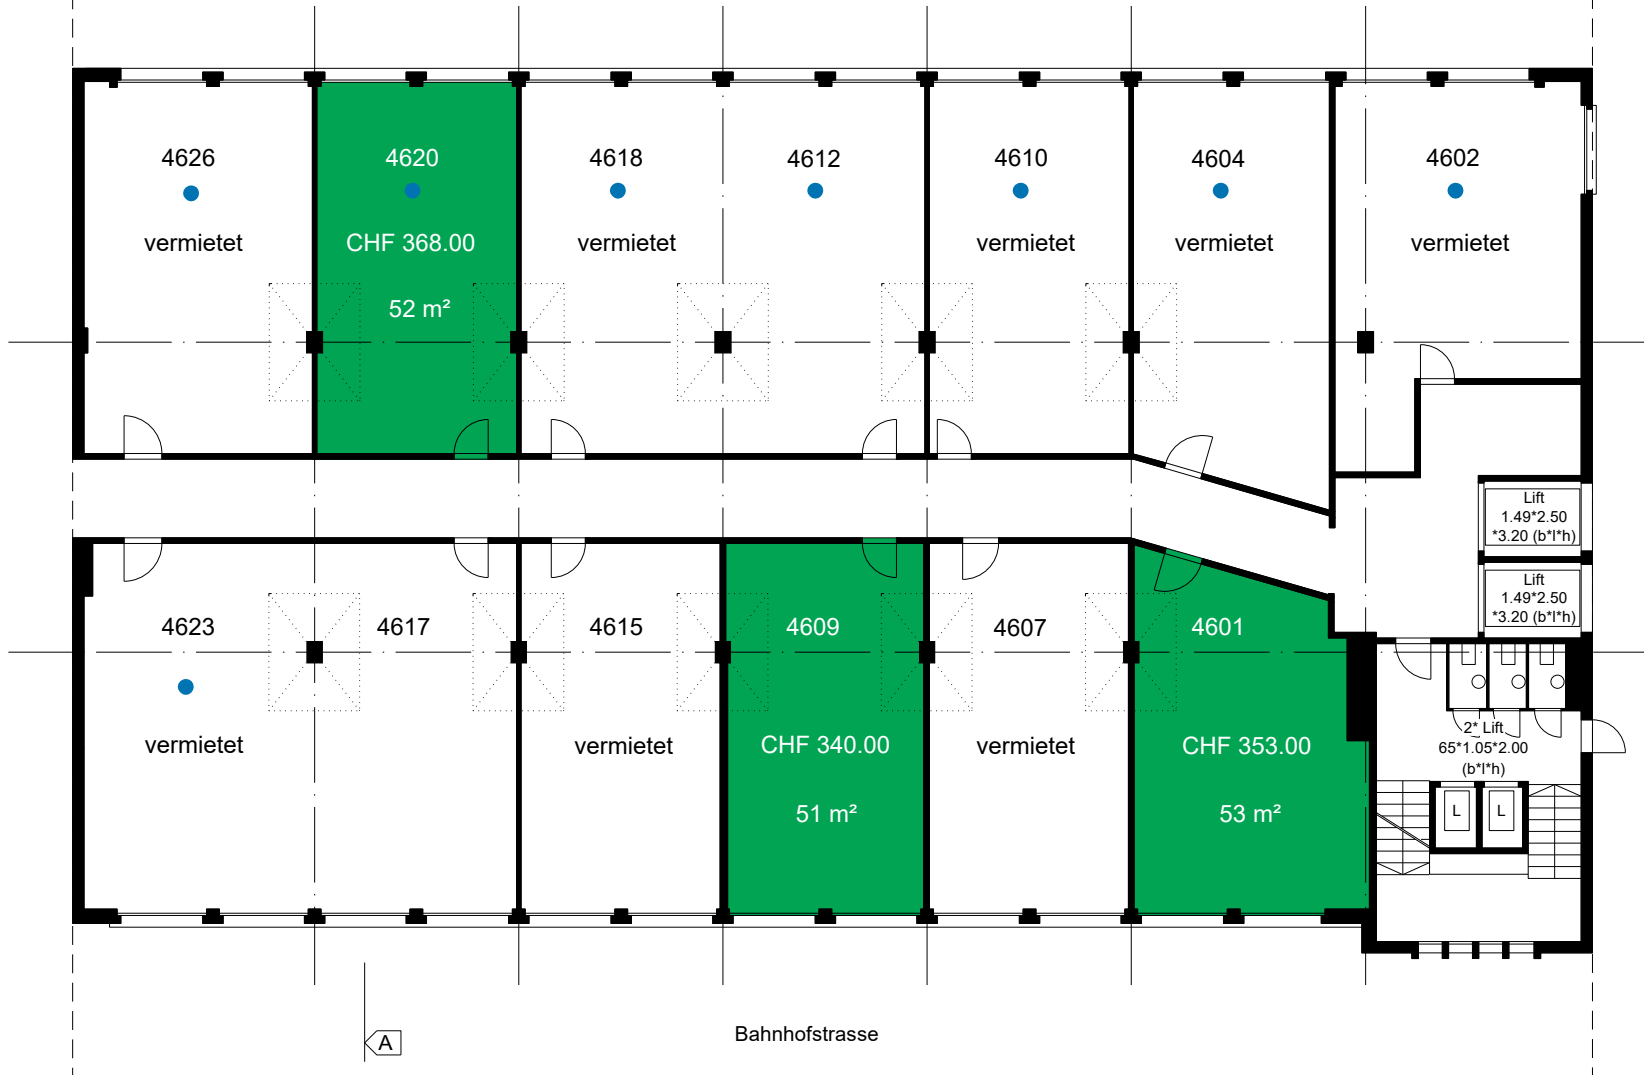 4626 4620 4618 4612 4610 4604 4602
vermietet CHF 368.00 vermietet vermietet vermietet vermietet
52 m²
Lift
1.49*2.50
*3.20 (b*l*h)
Lift
1.49*2.50
*3.20 (b*l*h)
4623 4617 4615 4609 4607 4601
vermietet vermietet CHF 340.00 vermietet CHF 353.00
51 m² 53 m²
2* Lift
65*1.05*2.00
(b*l*h)
L L
Bahnhofstrasse
A